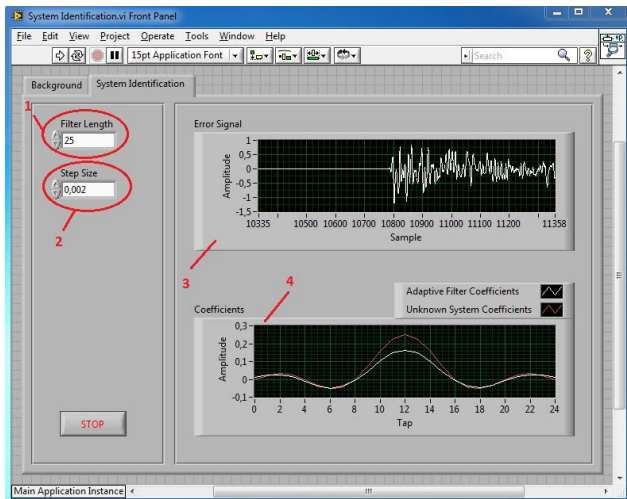 System Identification.vi Front Panel
File Edit View Project Operate Tools Window Help
15pt Application Font
Search
?
Background
System Identification
1
Filter Length
25
Step Size
0,002
2
Error Signal
Amplitude
1
0,5
0
-0,5
-1
-1,5
10335 10500 10600 10700 10800 10900 11000 11100 11200 11358
Sample
3
4
Adaptive Filter Coefficients
Unknown System Coefficients
Coefficients
Amplitude
0,3
0,2
0,1
0
-0,1
0 2 4 6 8 10 12 14 16 18 20 22 24
Tap
STOP
Main Application Instance